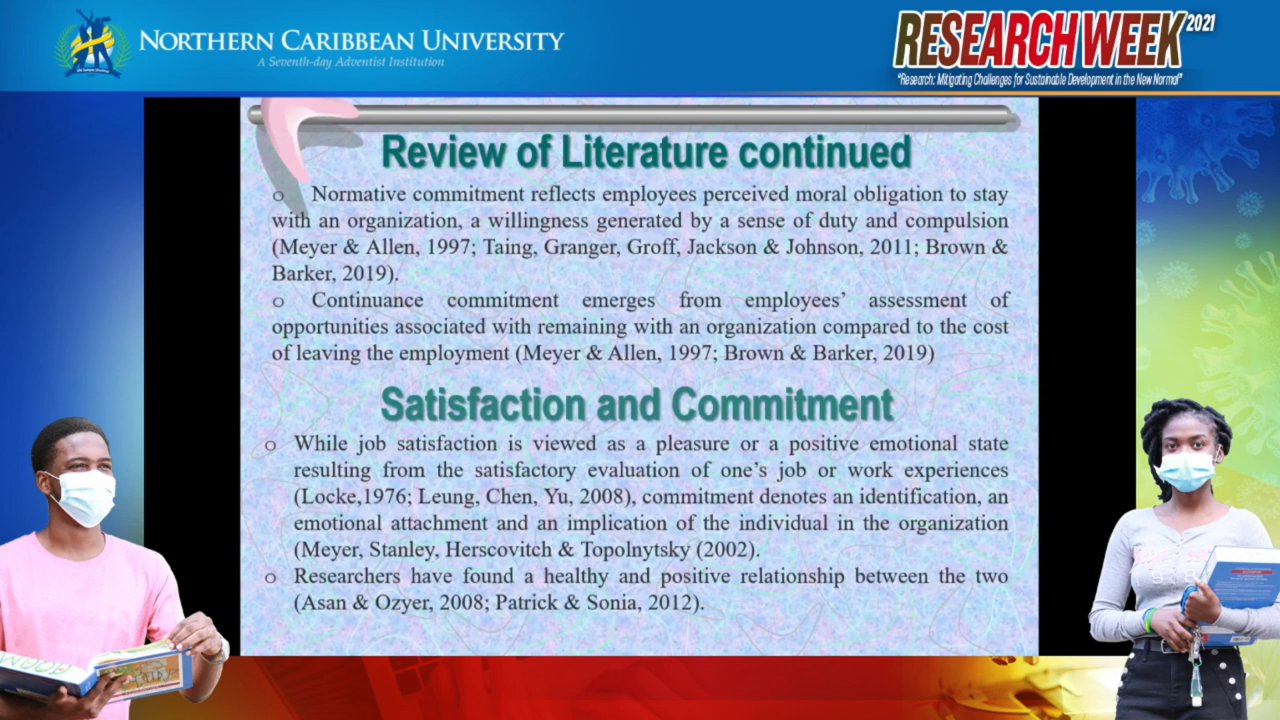 NORTHERN CARIBBEAN UNIVERSITY
A Seventh-day Adventist Institution
RESEARCH WEEK 2021
"Research: Mitigating Challenges for Sustainable Development in the New Normal"
Review of Literature continued
o Normative commitment reflects employees perceived moral obligation to stay
with an organization, a willingness generated by a sense of duty and compulsion
(Meyer & Allen, 1997; Taing, Granger, Groff, Jackson & Johnson, 2011; Brown &
Barker, 2019).
o Continuance commitment emerges from employees' assessment of
opportunities associated with remaining with an organization compared to the cost
of leaving the employment (Meyer & Allen, 1997; Brown & Barker, 2019)
Satisfaction and Commitment
o While job satisfaction is viewed as a pleasure or a positive emotional state
resulting from the satisfactory evaluation of one's job or work experiences
(Locke,1976; Leung, Chen, Yu, 2008), commitment denotes an identification, an
emotional attachment and an implication of the individual in the organization
(Meyer, Stanley, Herscovitch & Topolnytsky (2002).
o Researchers have found a healthy and positive relationship between the two
(Asan & Ozyer, 2008; Patrick & Sonia, 2012).